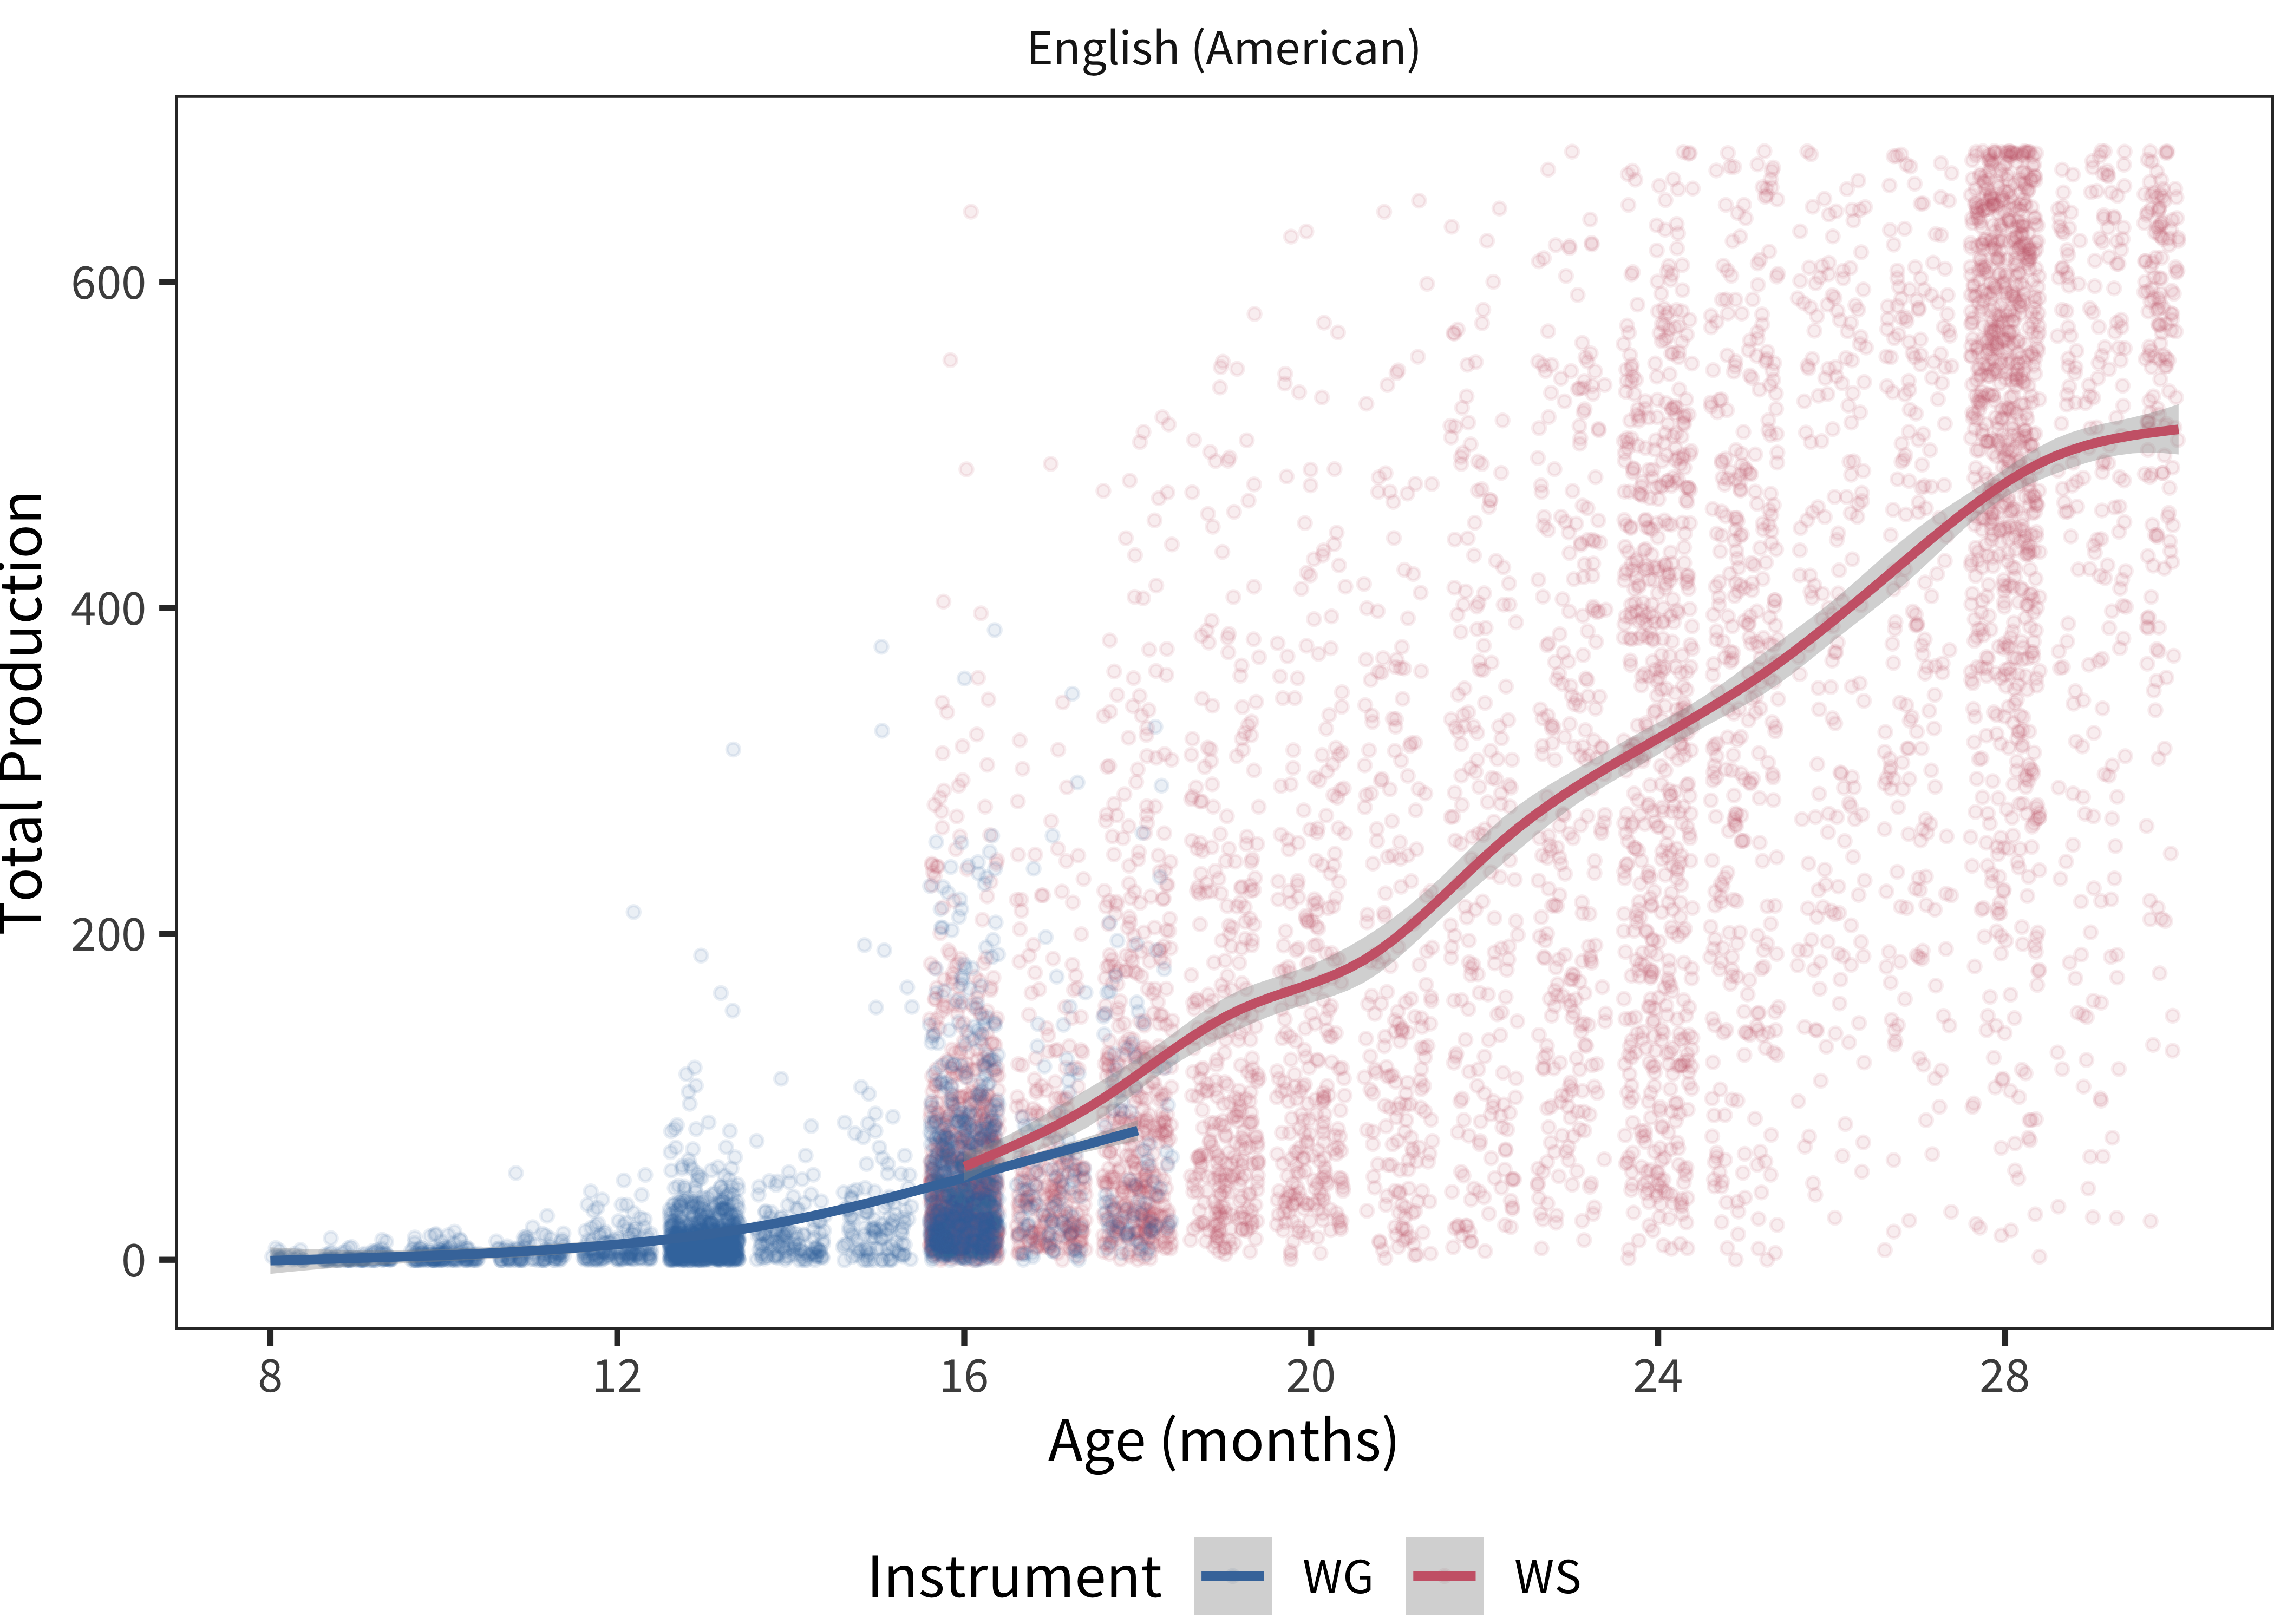 English (American)
Total Production
600
400
200
0
8 12 16 20 24 28
Age (months)
Instrument WG WS